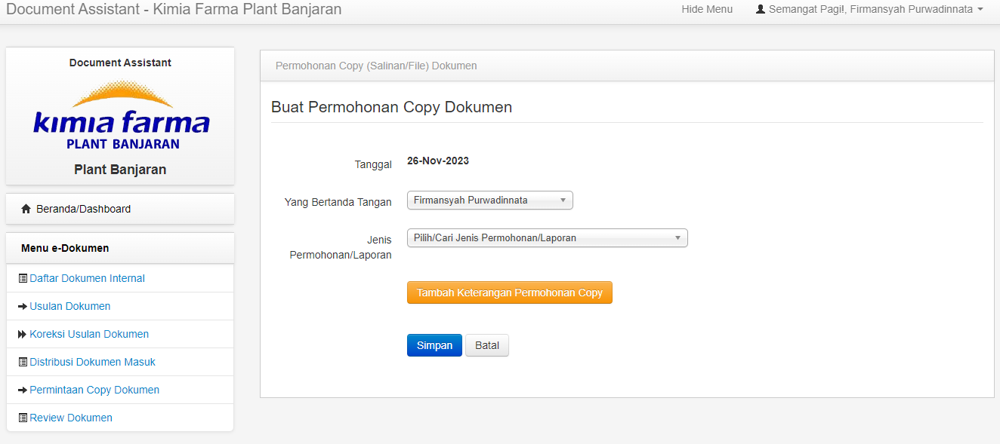 Document Assistant - Kimia Farma Plant Banjaran
Hide Menu
Semangat Pagi!, Firmansyah Purwadinnata
Document Assistant
kimia farma
PLANT BANJARAN
Plant Banjaran
Beranda/Dashboard
Menu e-Dokumen
Daftar Dokumen Internal
Usulan Dokumen
Koreksi Usulan Dokumen
Distribusi Dokumen Masuk
Permintaan Copy Dokumen
Review Dokumen
Permohonan Copy (Salinan/File) Dokumen
Buat Permohonan Copy Dokumen
Tanggal 26-Nov-2023
Yang Bertanda Tangan Firmansyah Purwadinnata
Jenis Pilih/Cari Jenis Permohonan/Laporan
Permohonan/Laporan
Tambah Keterangan Permohonan Copy
Simpan Batal